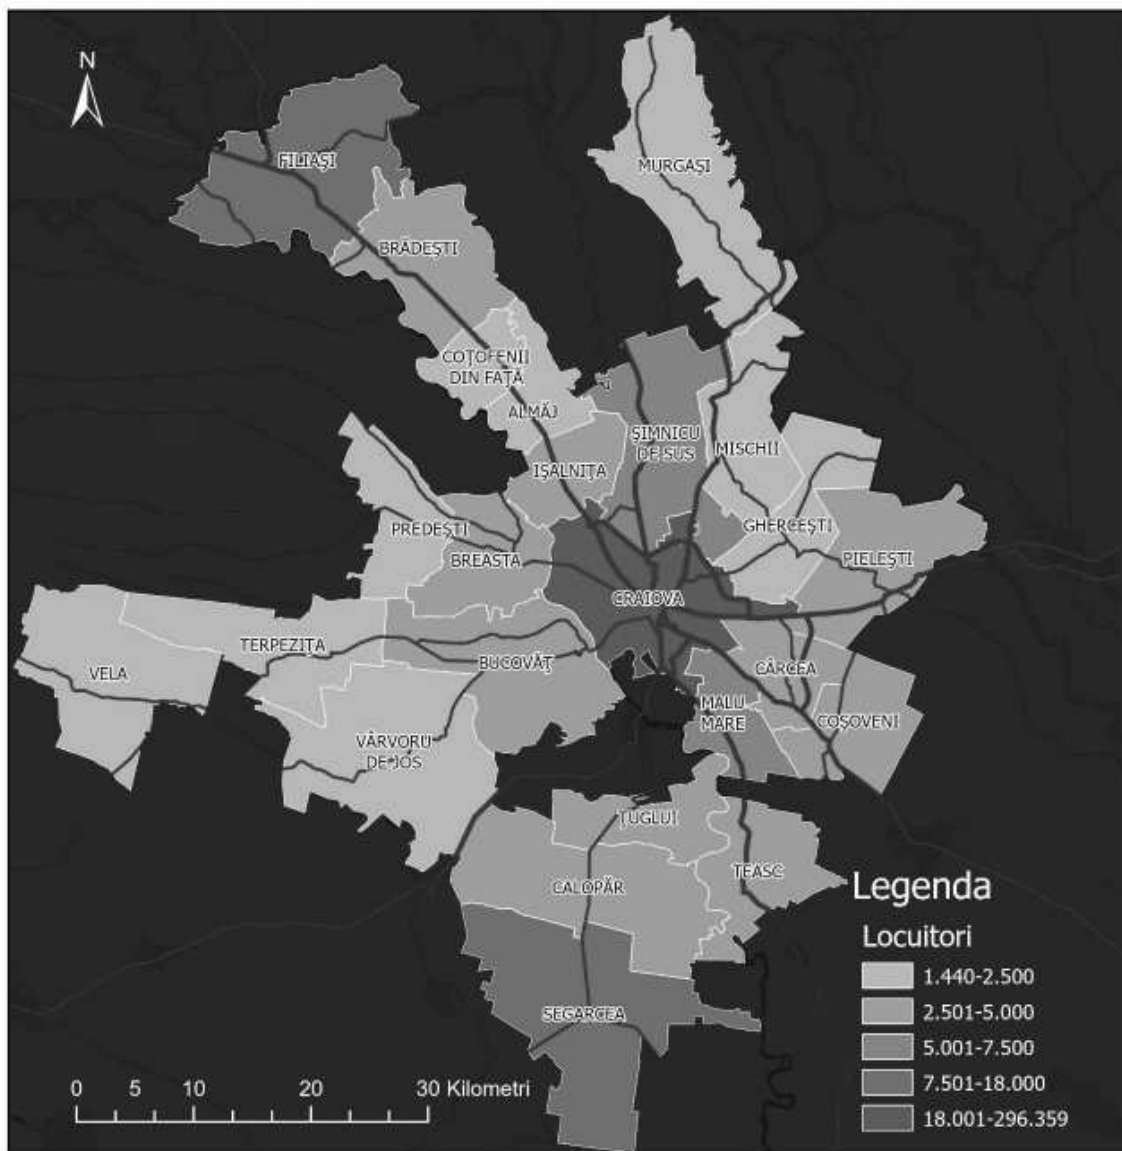 N
MURGAȘI
FILIAȘI
BRĂDEȘTI
COȚOFENII
DIN FAȚĂ
ALMĂJ
ȘIMNICU
DE SUS
MISCHII
IȘALNIȚA
PREDEȘTI
BREASTA
GHERCEȘTI
PIELEȘTI
CRAIOVA
TERPEZIȚA
BUCOVĂȚ
VELA
CÂRCEA
MALU
MARE
COȘOVENI
VÂRVORU
DE JOS
ȚUGLUI
TEASC
CALOPĂR
SEGARCEA
Legenda
Locuitori
1.440-2.500
2.501-5.000
5.001-7.500
7.501-18.000
18.001-296.359
0 5 10 20 30 Kilometri